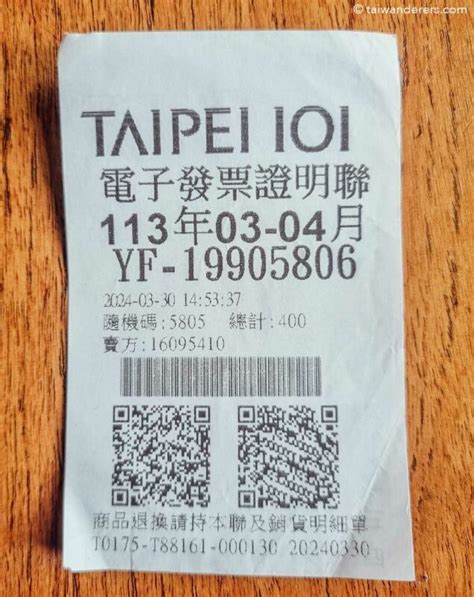 © taiwanderers.com
TAIPEI 101
電子發票證明聯
113年03-04月
YF-19905806
2024-03-30 14:53:37
隨機碼:5805 總計:400
賣方:16095410
商品退換請持本聯及銷貨明細單
T0175-T88161-000130 20240330